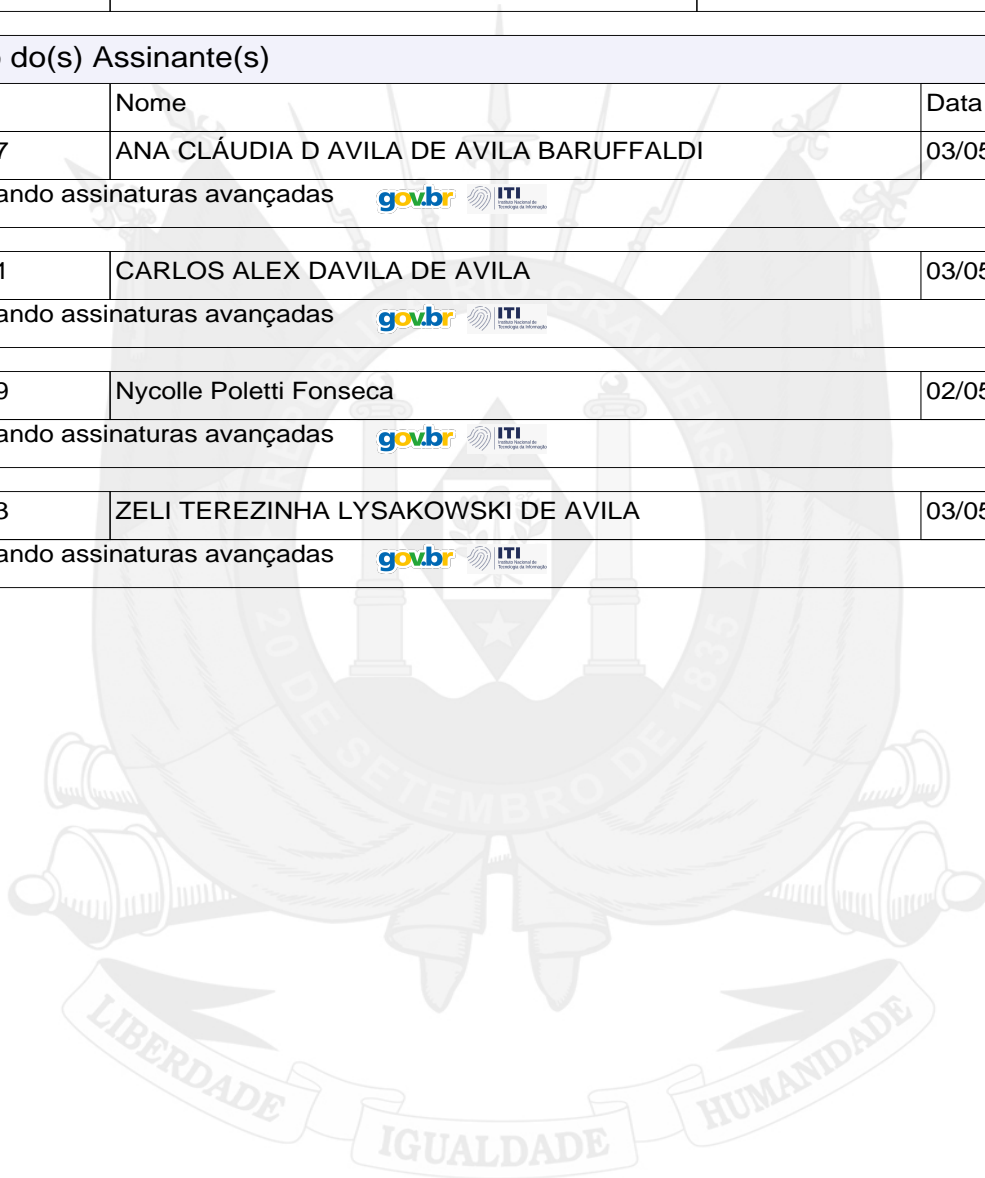 do(s) Assinante(s)
Nome Data
7 ANA CLÁUDIA D AVILA DE AVILA BARUFFALDI 03/05
ando assinaturas avançadas gov.br ITI
1 CARLOS ALEX DAVILA DE AVILA 03/05
ando assinaturas avançadas gov.br ITI
9 Nycolle Poletti Fonseca 02/05
ando assinaturas avançadas gov.br ITI
3 ZELI TEREZINHA LYSAKOWSKI DE AVILA 03/05
ando assinaturas avançadas gov.br ITI
20 DE SETEMBRO DE 1835
LIBERDADE IGUALDADE HUMANIDADE